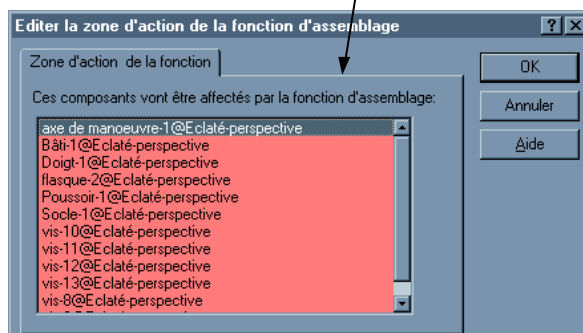 Editer la zone d'action de la fonction d'assemblage
Zone d'action de la fonction
OK
Ces composants vont être affectés par la fonction d'assemblage:
Annuler
axe de manoeuvre-1@Eclaté-perspective
Bâti-1@Eclaté-perspective
Aide
Doigt-1@Eclaté-perspective
flasque-2@Eclaté-perspective
Poussoir-1@Eclaté-perspective
Socle-1@Eclaté-perspective
vis-10@Eclaté-perspective
vis-11@Eclaté-perspective
vis-12@Eclaté-perspective
vis-13@Eclaté-perspective
vis-8@Eclaté-perspective